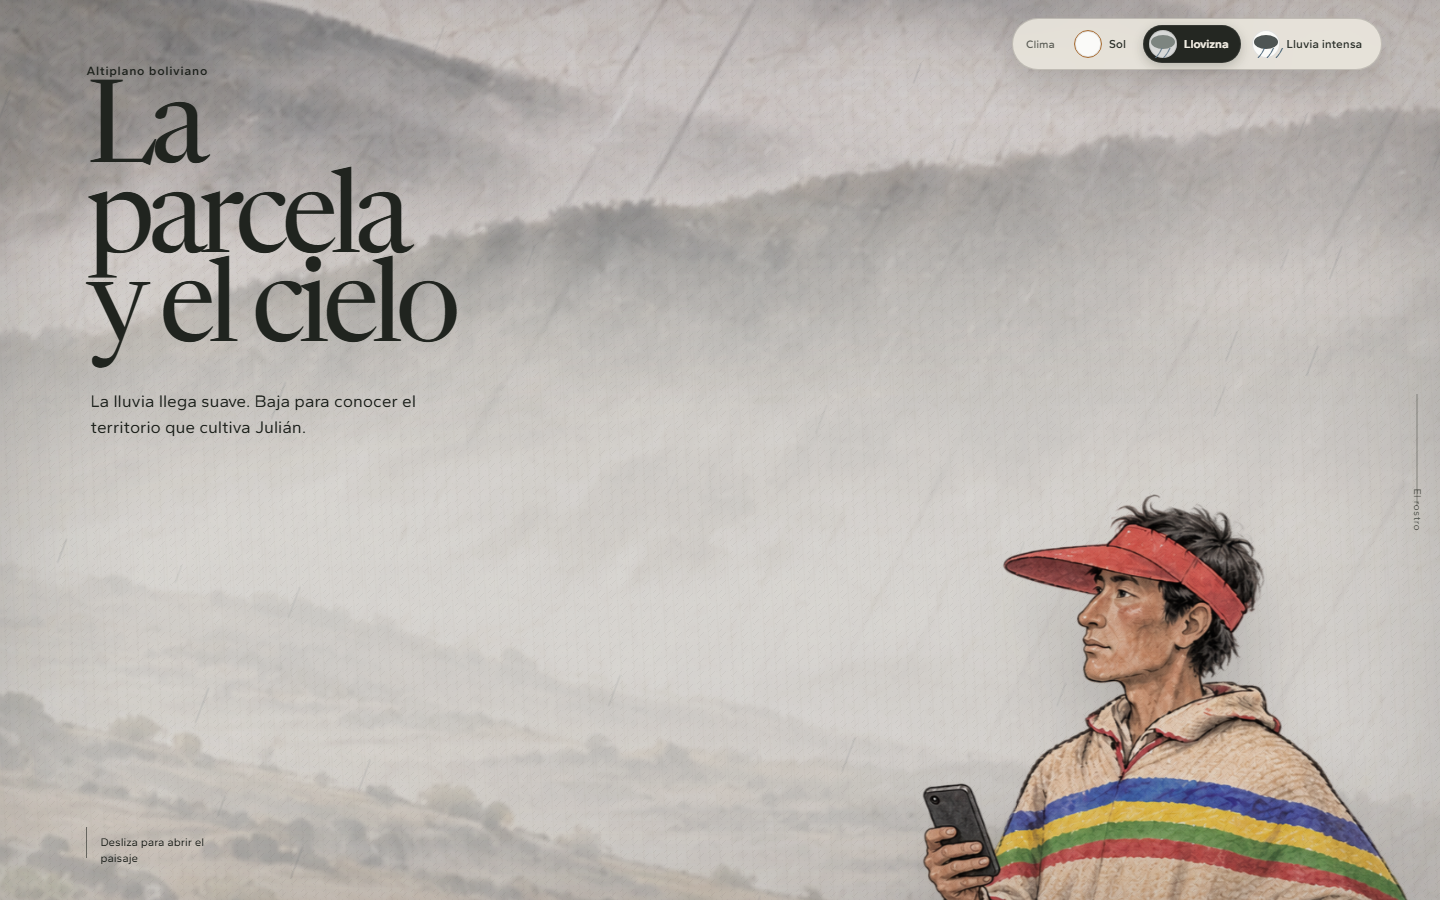 Clima
Sol
Llovizna
Lluvia intensa
Altiplano boliviano
La
parcela
y el cielo
La lluvia llega suave. Baja para conocer el
territorio que cultiva Julián.
El rostro
Desliza para abrir el
paisaje